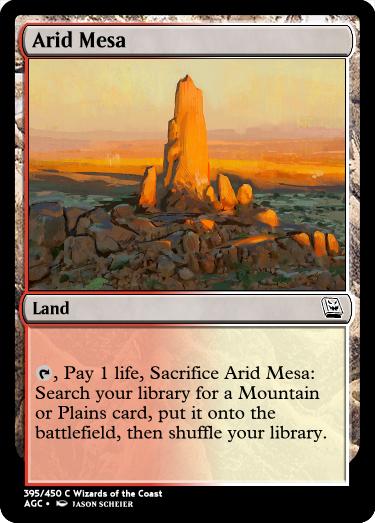 Arid Mesa
Land
, Pay 1 life, Sacrifice Arid Mesa:
Search your library for a Mountain
or Plains card, put it onto the
battlefield, then shuffle your library.
395/450 C Wizards of the Coast
AGC • JASON SCHEIER